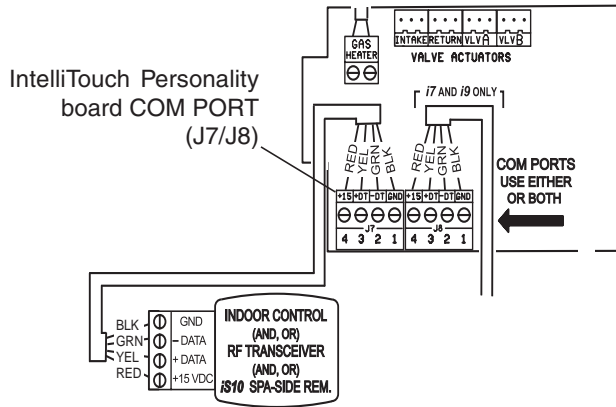 GAS
HEATER
INTAKE RETURN VLVA VLVB
VALVE ACTUATORS
IntelliTouch Personality
board COM PORT
(J7/J8)
i7 AND i9 ONLY
RED YEL GRN BLK
RED YEL GRN BLK
COM PORTS
USE EITHER
OR BOTH
+15 +DT -DT GND +15 +DT -DT GND
J7 J8
4 3 2 1 4 3 2 1
BLK GND
GRN – DATA
YEL + DATA
RED +15 VDC
INDOOR CONTROL
(AND, OR)
RF TRANSCEIVER
(AND, OR)
iS10 SPA-SIDE REM.